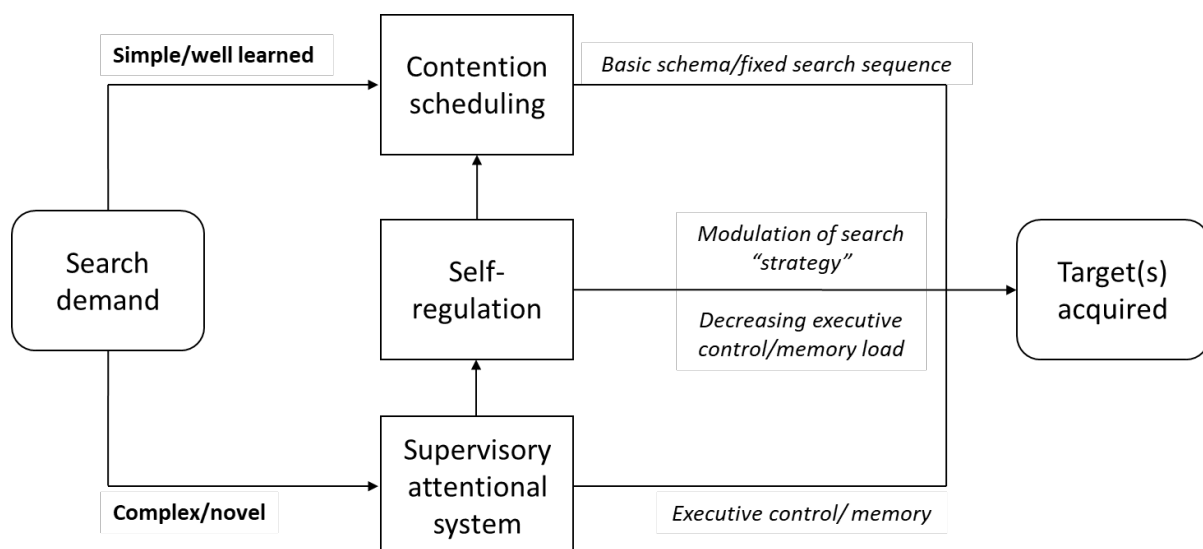 Simple/well learned
Contention
scheduling
Basic schema/fixed search sequence
Search
demand
Self-
regulation
Modulation of search
“strategy”
Decreasing executive
control/memory load
Target(s)
acquired
Complex/novel
Supervisory
attentional
system
Executive control/ memory